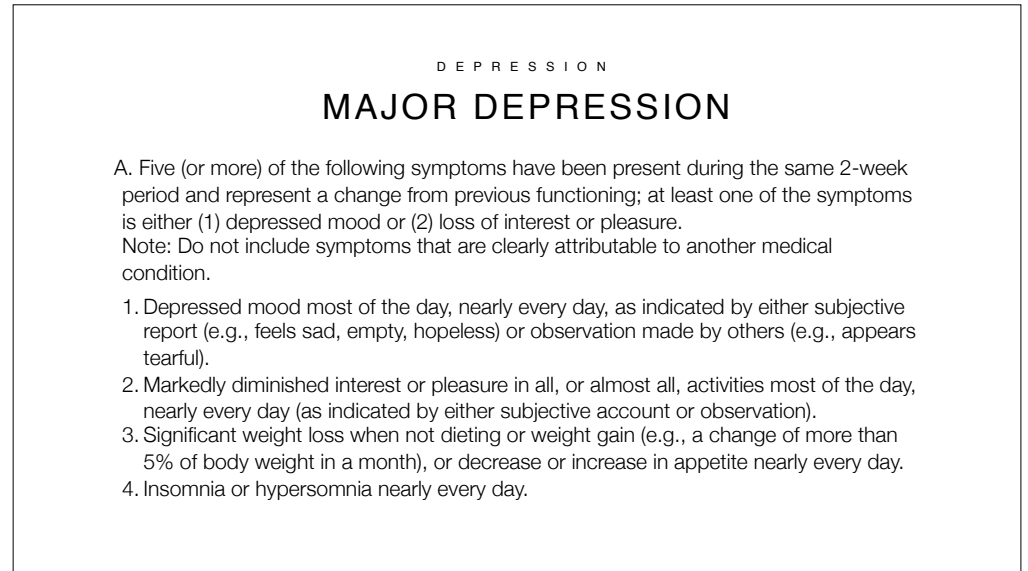 DEPRESSION
MAJOR DEPRESSION
A. Five (or more) of the following symptoms have been present during the same 2-week
period and represent a change from previous functioning; at least one of the symptoms
is either (1) depressed mood or (2) loss of interest or pleasure.
Note: Do not include symptoms that are clearly attributable to another medical
condition.
1. Depressed mood most of the day, nearly every day, as indicated by either subjective
report (e.g., feels sad, empty, hopeless) or observation made by others (e.g., appears
tearful).
2. Markedly diminished interest or pleasure in all, or almost all, activities most of the day,
nearly every day (as indicated by either subjective account or observation).
3. Significant weight loss when not dieting or weight gain (e.g., a change of more than
5% of body weight in a month), or decrease or increase in appetite nearly every day.
4. Insomnia or hypersomnia nearly every day.